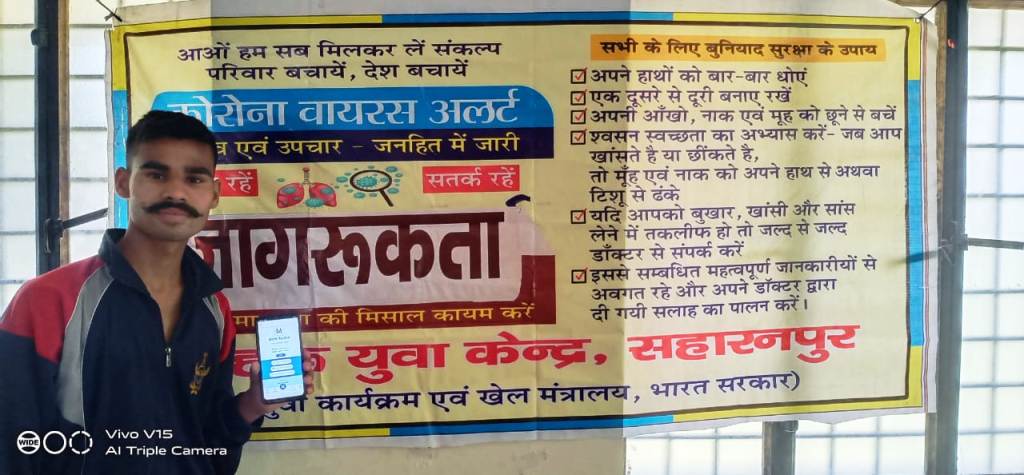 आओं हम सब मिलकर लें संकल्प
परिवार बचायें, देश बचायें
कोरोना वायरस अलर्ट
एवं उपचार - जनहित में जारी
रहें
सतर्क रहें
जागरूकता
की मिसाल कायम करें
सभी के लिए बुनियाद सुरक्षा के उपाय
अपने हाथों को बार-बार धोएं
एक दूसरे से दूरी बनाए रखें
अपनी आँखो, नाक एवं मूह को छूने से बचें
श्वसन स्वच्छता का अभ्यास करें- जब आप
खांसते है या छींकते है,
तो मूँह एवं नाक को अपने हाथ से अथवा
टिशू से ढंके
यदि आपको बुखार, खांसी और सांस
लेने में तकलीफ हो तो जल्द से जल्द
डॉक्टर से संपर्क करें
इससे सम्बधित महत्वपूर्ण जानकारीयों से
अवगत रहे और अपने डॉक्टर द्वारा
दी गयी सलाह का पालन करें।
युवा केन्द्र, सहारनपुर
युवा कार्यक्रम एवं खेल मंत्रालय, भारत सरकार)
WIDE
Vivo V15
AI Triple Camera